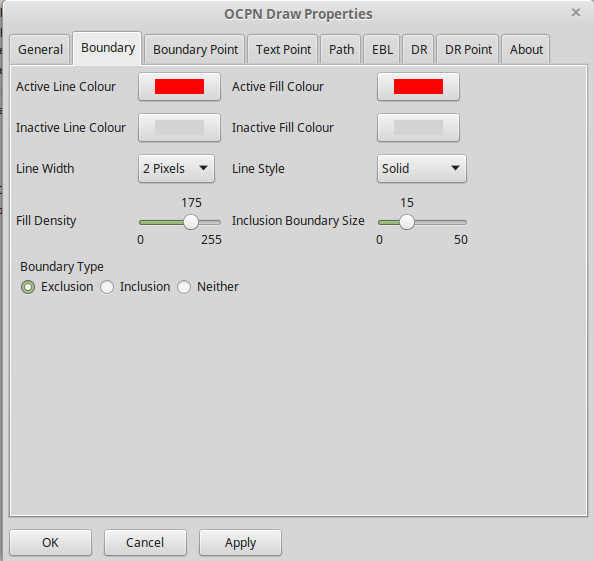 OCPN Draw Properties
General Boundary Boundary Point Text Point Path EBL DR DR Point About
Active Line Colour Active Fill Colour
Inactive Line Colour Inactive Fill Colour
Line Width 2 Pixels Line Style Solid
175 15
Fill Density Inclusion Boundary Size
0 255 0 50
Boundary Type
Exclusion Inclusion Neither
OK Cancel Apply